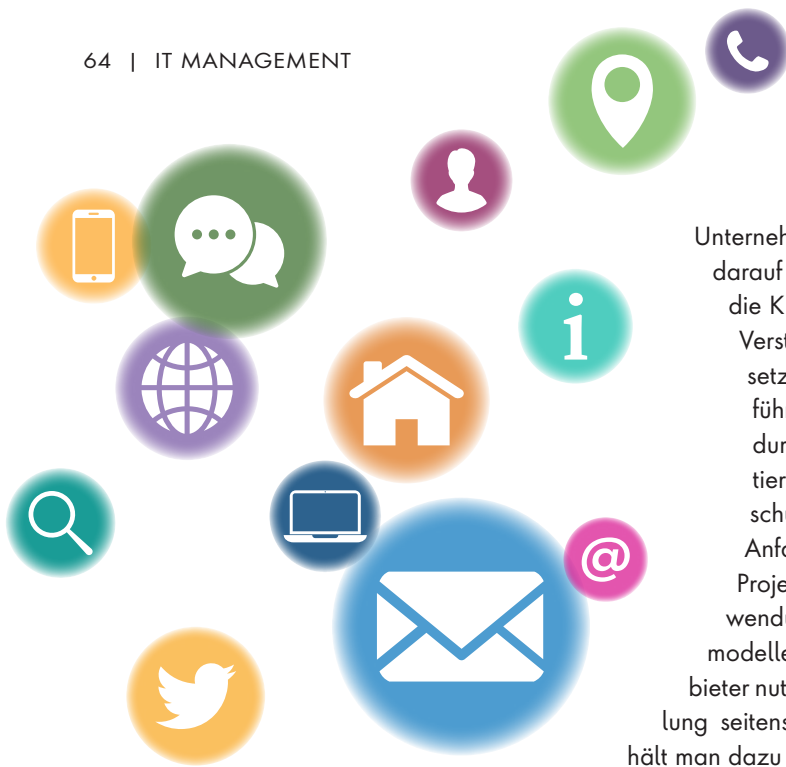 64 | IT MANAGEMENT
Unterneh
darauf
die K
Verst
setz
führ
dun
tier
schu
Anfo
Proje
wendu
modelle
bieter nut
lung seitens
hält man dazu
i
@